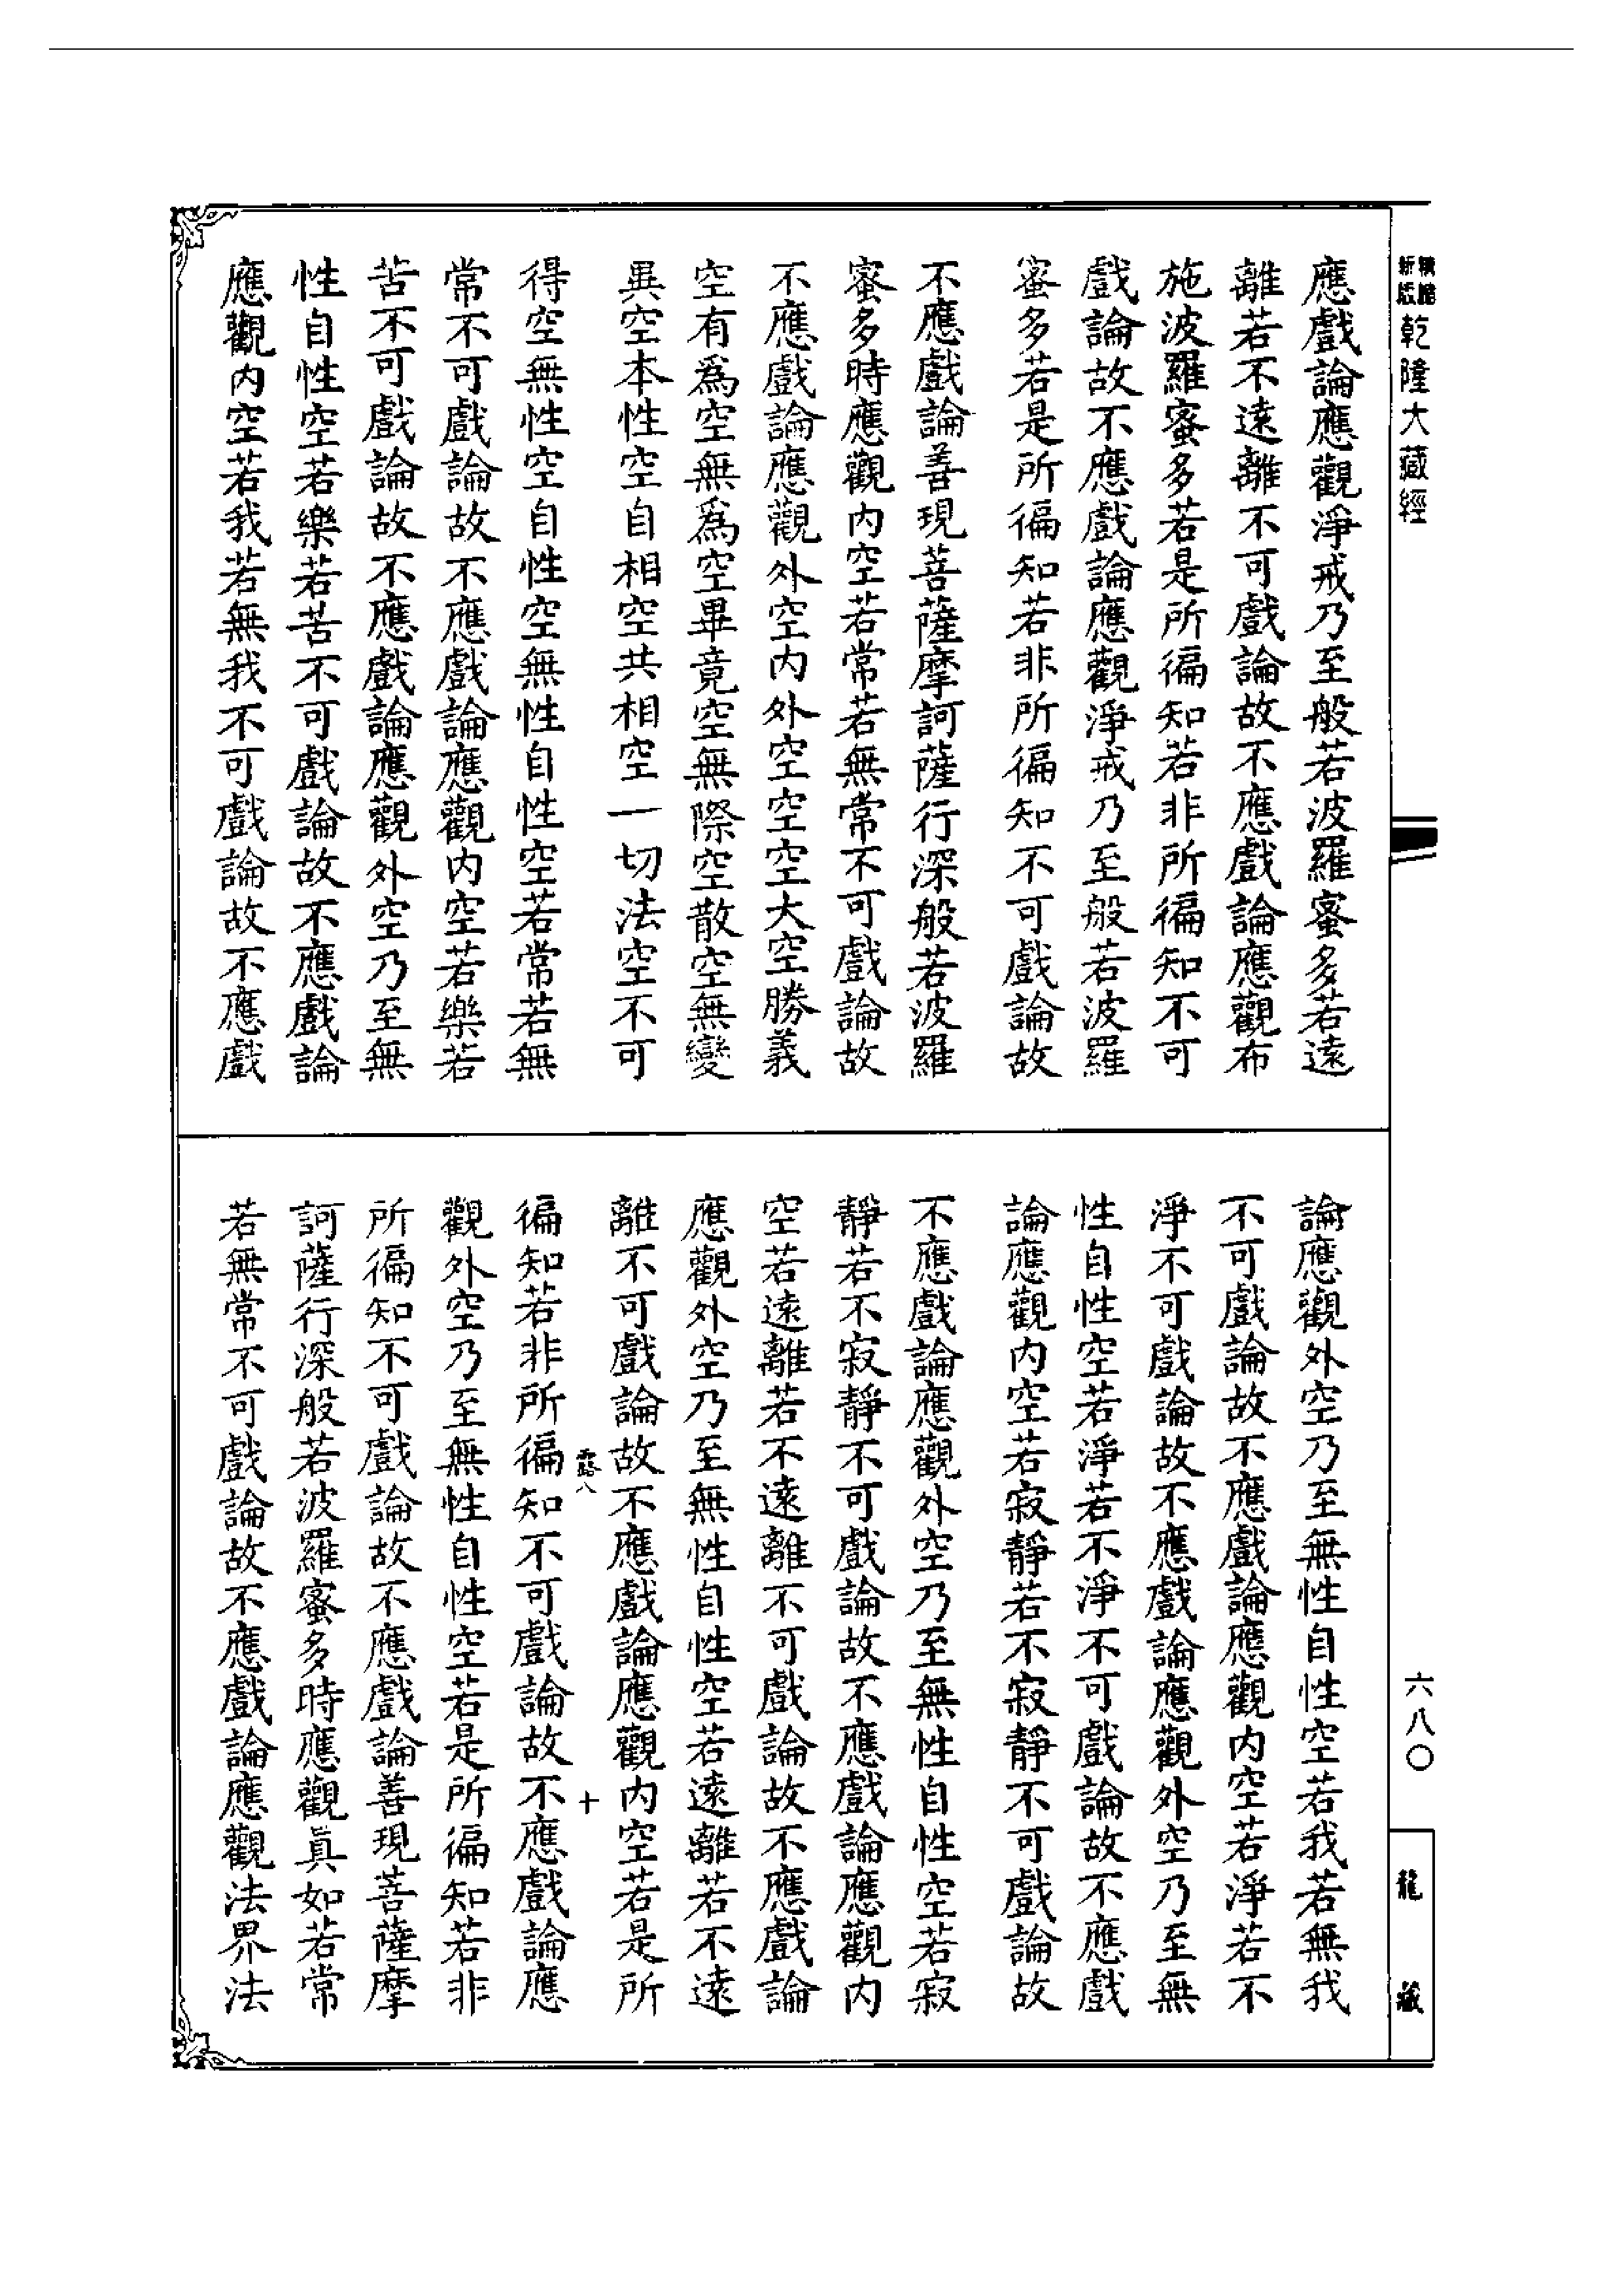 新版
精縮
乾隆大藏經
六八〇
龍藏
應戲論應觀淨戒乃至般若波羅蜜多若遠
離若不遠離不可戲論故不應戲論應觀布
施波羅蜜多若是所徧知若非所徧知不可
戲論故不應戲論應觀淨戒乃至般若波羅
蜜多若是所徧知若非所徧知不可戲論故
不應戲論善現菩薩摩訶薩行深般若波羅
蜜多時應觀內空若常若無常不可戲論故
不應戲論應觀外空內外空空空大空勝義
空有為空無為空畢竟空無際空散空無變
異空本性空自相空共相空一切法空不可
得空無性空自性空無性自性空若常若無
常不可戲論故不應戲論應觀內空若樂若
苦不可戲論故不應戲論應觀外空乃至無
性自性空若樂若苦不可戲論故不應戲論
應觀內空若我若無我不可戲論故不應戲
論應觀外空乃至無性自性空若我若無我
不可戲論故不應戲論應觀內空若淨若不
淨不可戲論故不應戲論應觀外空乃至無
性自性空若淨若不淨不可戲論故不應戲
論應觀內空若寂靜若不寂靜不可戲論故
不應戲論應觀外空乃至無性自性空若寂
靜若不寂靜不可戲論故不應戲論應觀內
空若遠離若不遠離不可戲論故不應戲論
應觀外空乃至無性自性空若遠離若不遠
離不可戲論故不應戲論應觀內空若是所
八 十
徧知若非所徧知不可戲論故不應戲論應
觀外空乃至無性自性空若是所徧知若非
所徧知不可戲論故不應戲論善現菩薩摩
訶薩行深般若波羅蜜多時應觀真如若常
若無常不可戲論故不應戲論應觀法界法